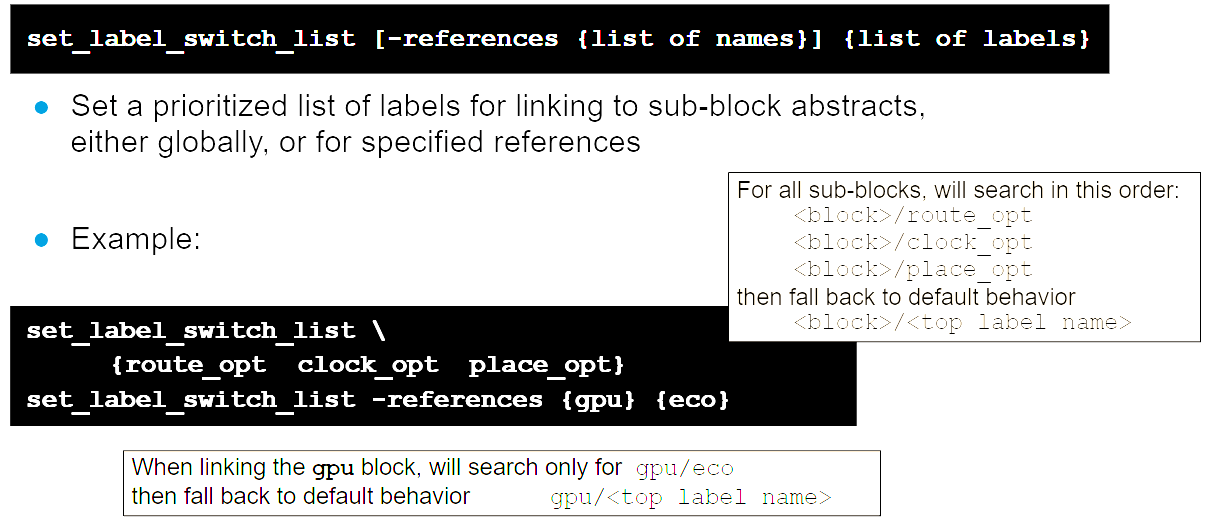 set_label_switch_list [-references {list of names}] {list of labels}
Set a prioritized list of labels for linking to sub-block abstracts,
either globally, or for specified references
For all sub-blocks, will search in this order:
<block>/route_opt
<block>/clock_opt
<block>/place_opt
then fall back to default behavior
<block>/<top label name>
Example:
set_label_switch_list \
{route_opt clock_opt place_opt}
set_label_switch_list -references {gpu} {eco}
When linking the gpu block, will search only for gpu/eco
then fall back to default behavior gpu/<top label name>